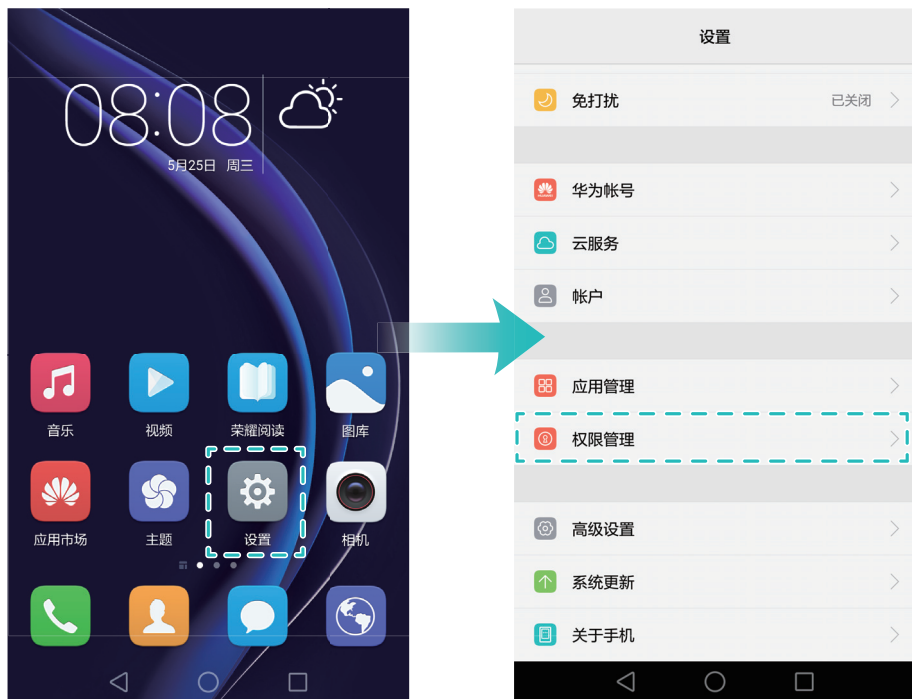 08:08
5月25日 周三
音乐 视频 荣耀阅读 图库
应用市场 主题 设置 相机
设置
免打扰 已关闭
华为帐号
云服务
帐户
应用管理
权限管理
高级设置
系统更新
关于手机